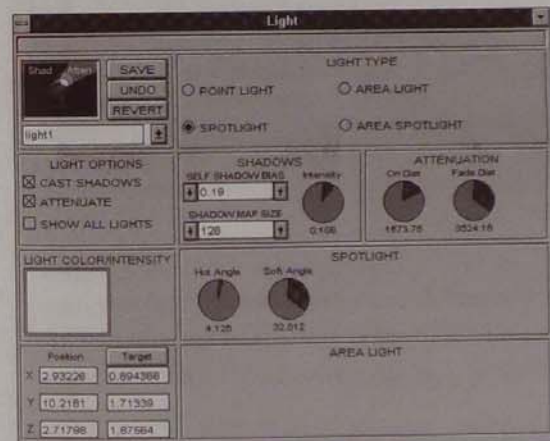 Light
Shad Atten
SAVE
UNDO
REVERT
light1
LIGHT TYPE
POINT LIGHT
AREA LIGHT
SPOTLIGHT
AREA SPOTLIGHT
LIGHT OPTIONS
CAST SHADOWS
ATTENUATE
SHOW ALL LIGHTS
SHADOWS
SELF SHADOW BIAS
0.19
SHADOW MAP SIZE
128
Intensity
ATTENUATION
On Dist
Fade Dist
1673.75
3524.15
LIGHT COLOR/INTENSITY
SPOTLIGHT
Hot Angle
Soft Angle
4.125
32.012
Position
Target
X 2.93226 0.894366
Y 10.2181 1.71339
Z 2.71798 1.87564
AREA LIGHT